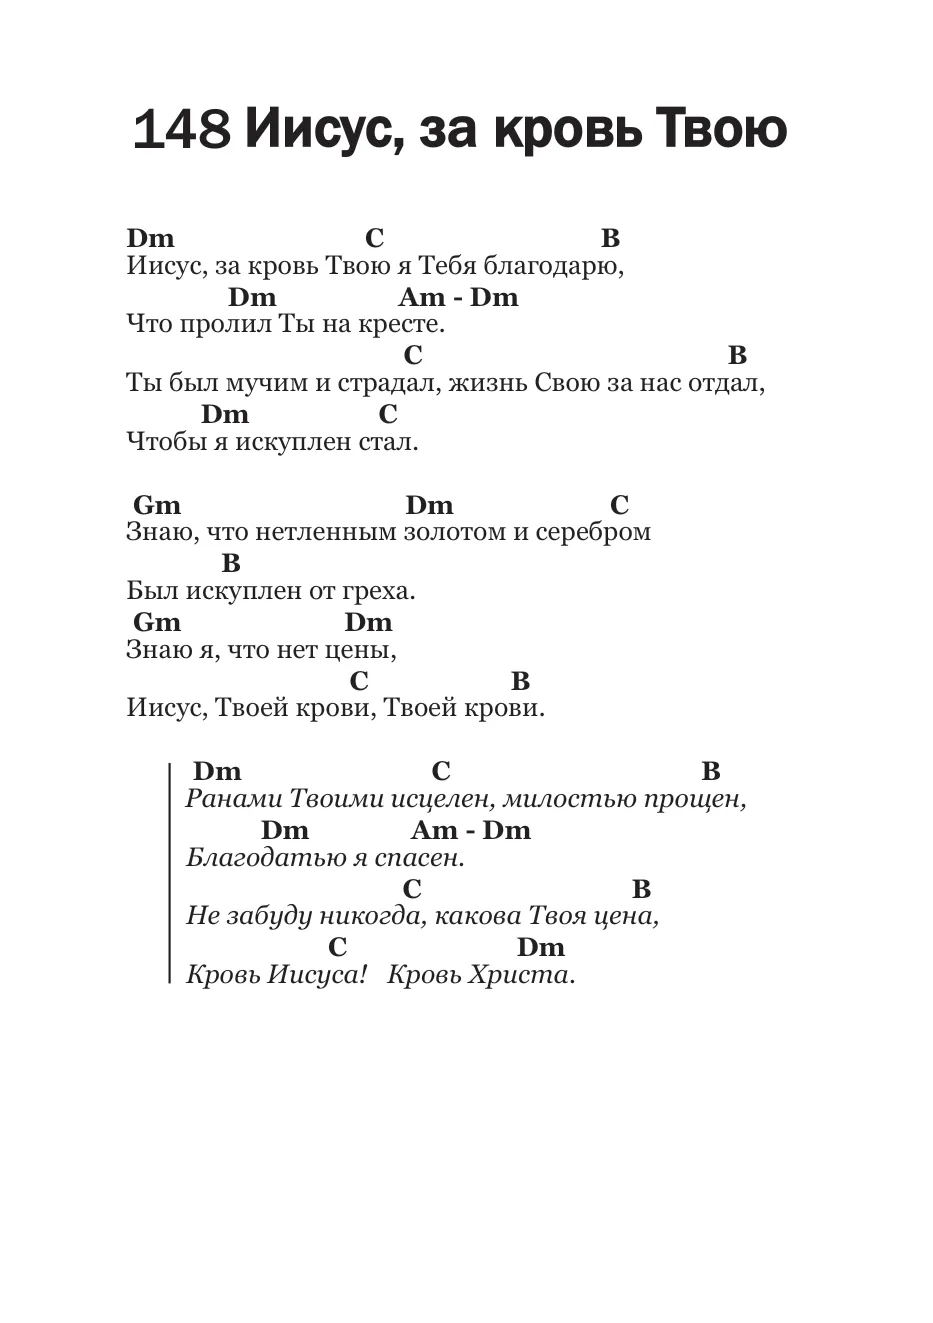 148 Иисус, за кровь Твою
Dm C B
Иисус, за кровь Твою я Тебя благодарю,
Dm Am - Dm
Что пролил Ты на кресте.
C B
Ты был мучим и страдал, жизнь Свою за нас отдал,
Dm C
Чтобы я искуплен стал.
Gm Dm C
Знаю, что нетленным золотом и серебром
B
Был искуплен от греха.
Gm Dm
Знаю я, что нет цены,
C B
Иисус, Твоей крови, Твоей крови.
Dm C B
Ранами Твоими исцелен, милостью прощен,
Dm Am - Dm
Благодатью я спасен.
C B
Не забуду никогда, какова Твоя цена,
C Dm
Кровь Иисуса! Кровь Христа.